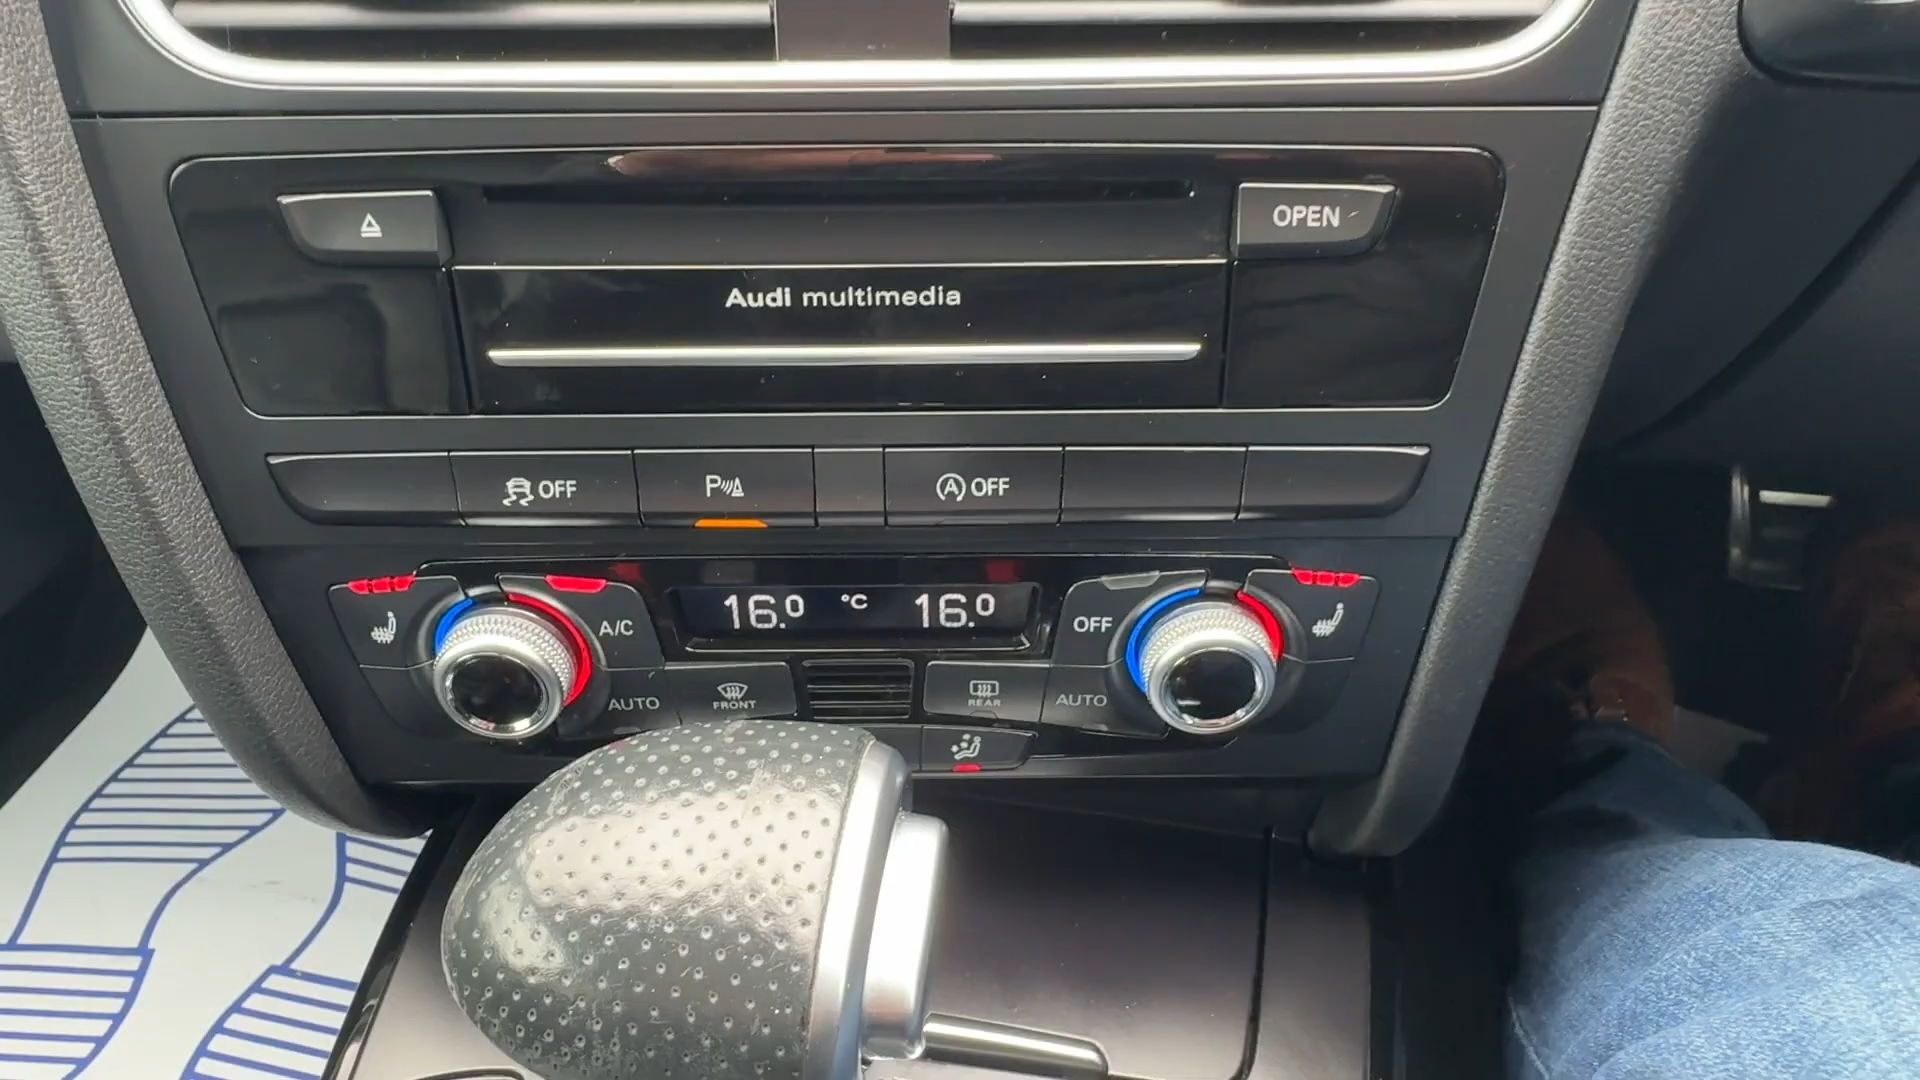 OPEN
Audi multimedia
OFF
P
A OFF
16.0 °C 16.0
A/C
OFF
AUTO
FRONT
REAR
AUTO